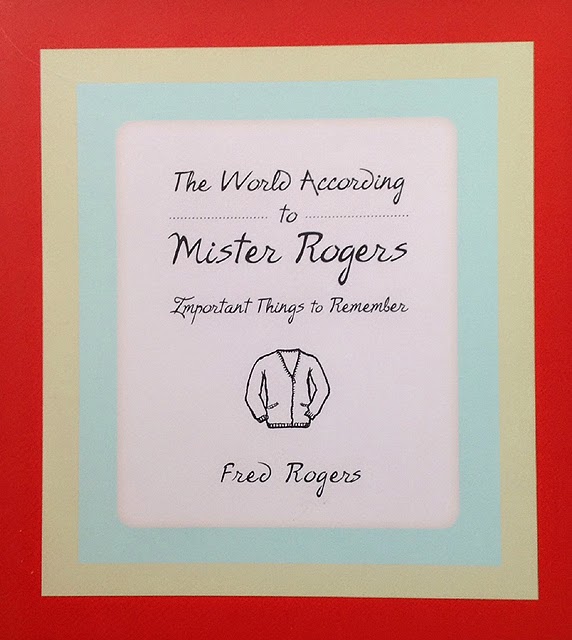 The World According
to
Mister Rogers
Important Things to Remember
Fred Rogers